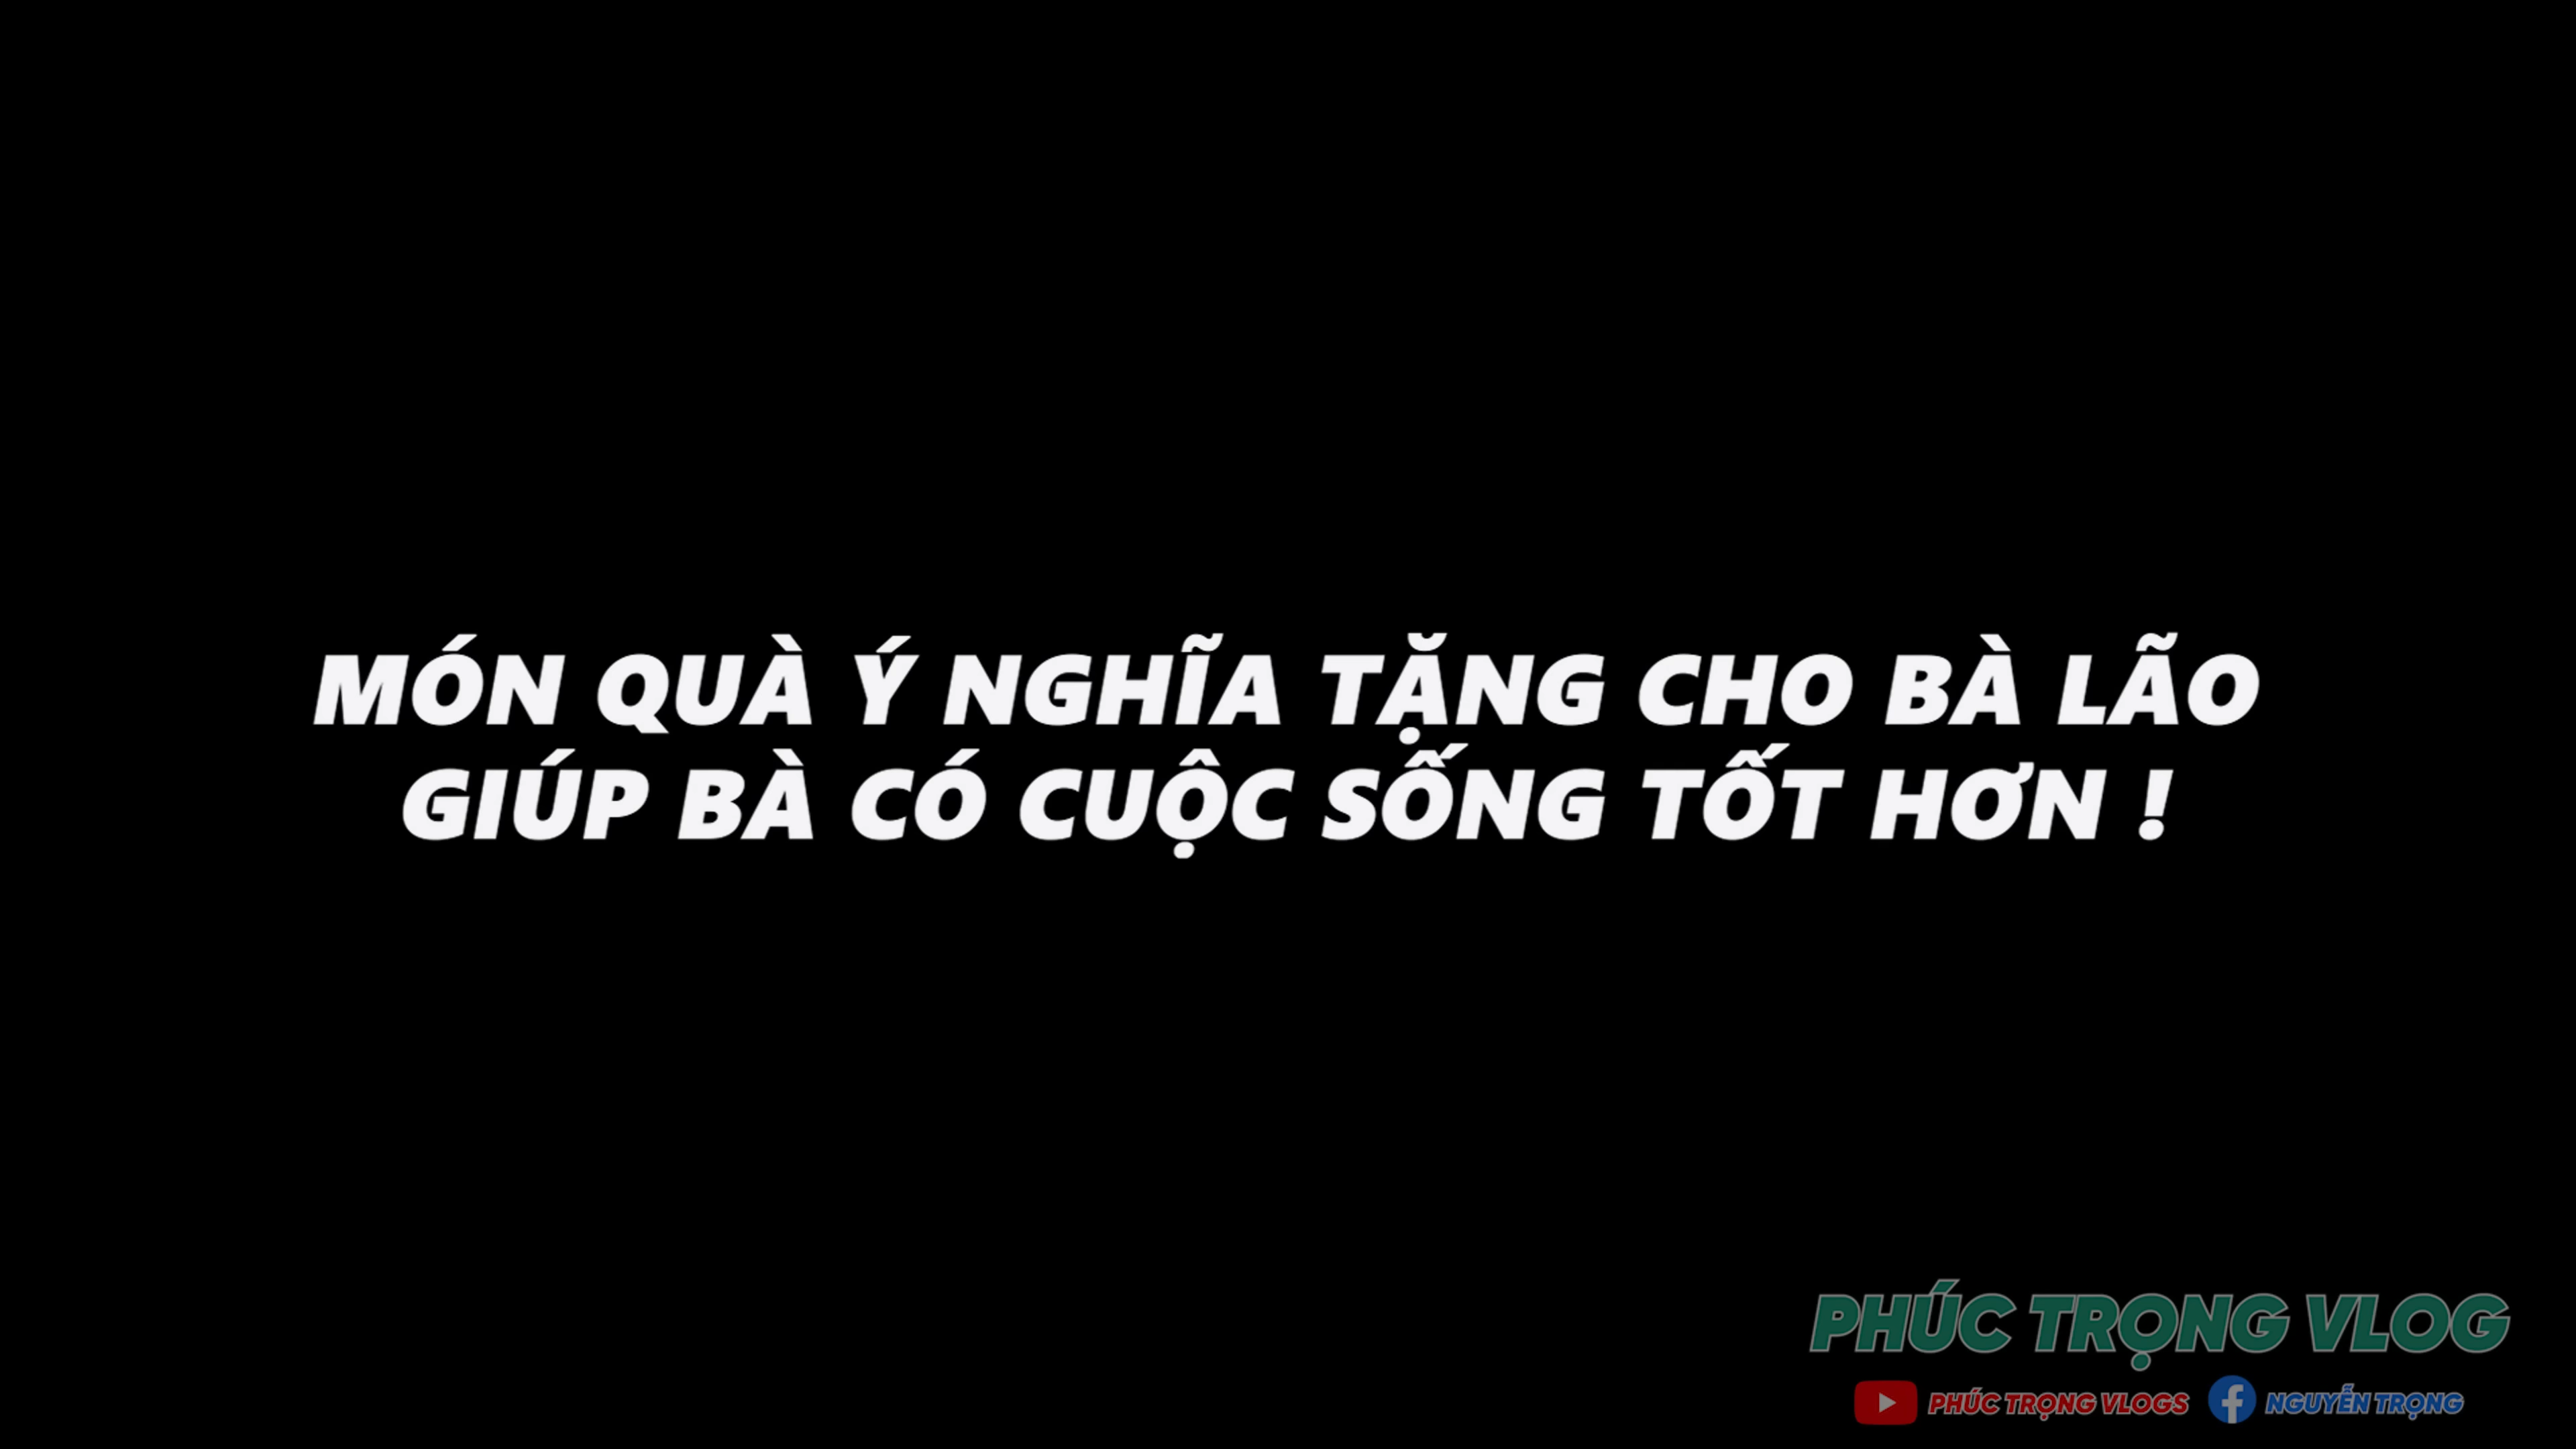 MÓN QUÀ Ý NGHĨA TẶNG CHO BÀ LÃO
GIÚP BÀ CÓ CUỘC SỐNG TỐT HƠN !
PHÚC TRỌNG VLOG
PHÚC TRỌNG VLOGS NGUYỄN TRỌNG